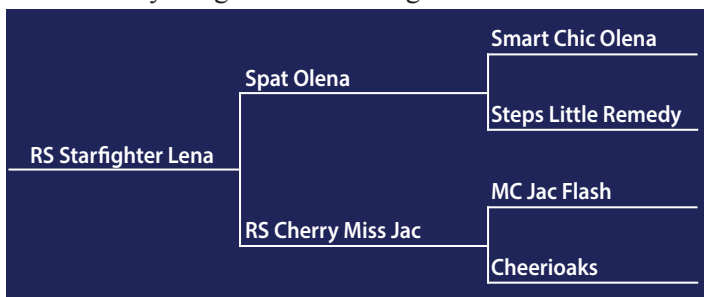 Smart Chic Olena
Spat Olena
Steps Little Remedy
RS Starfighter Lena
MC Jac Flash
RS Cherry Miss Jac
Cheerioaks